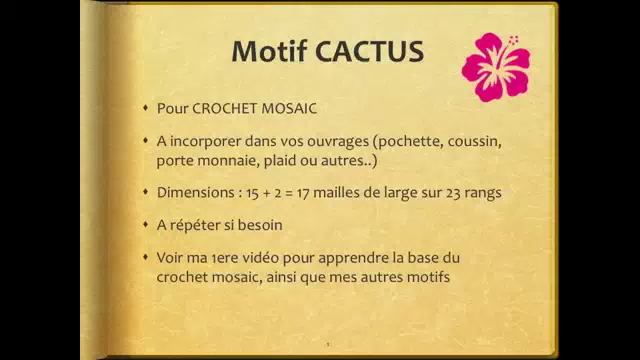 Motif CACTUS
Pour CROCHET MOSAIC
A incorporer dans vos ouvrages (pochette, coussin,
porte monnaie, plaid ou autres..)
Dimensions : 15 + 2 = 17 mailles de large sur 23 rangs
A répéter si besoin
Voir ma 1ere vidéo pour apprendre la base du
crochet mosaic, ainsi que mes autres motifs
1